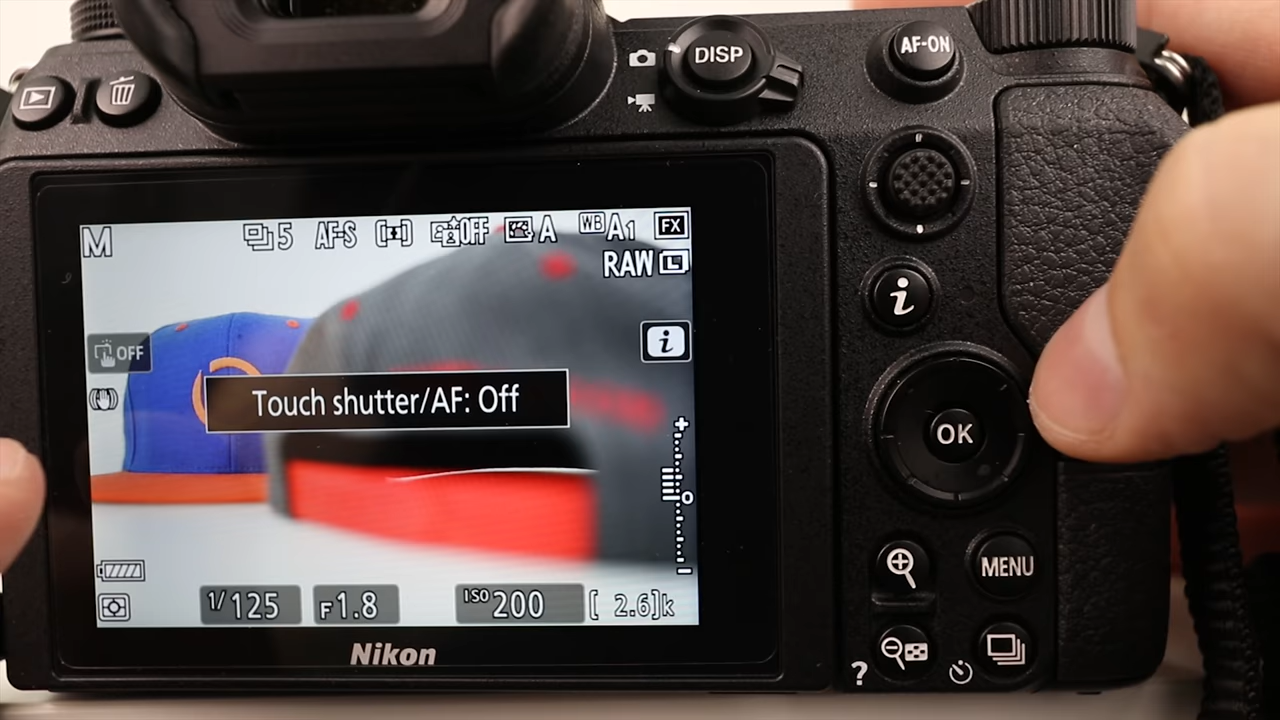 DISP
AF-ON
M
5 AF-S OFF A WB A1 FX
RAW L
OFF
i
i
Touch shutter/AF: Off
OK
MENU
1/125 F1.8 ISO 200 [ 2.6]k
Nikon
?